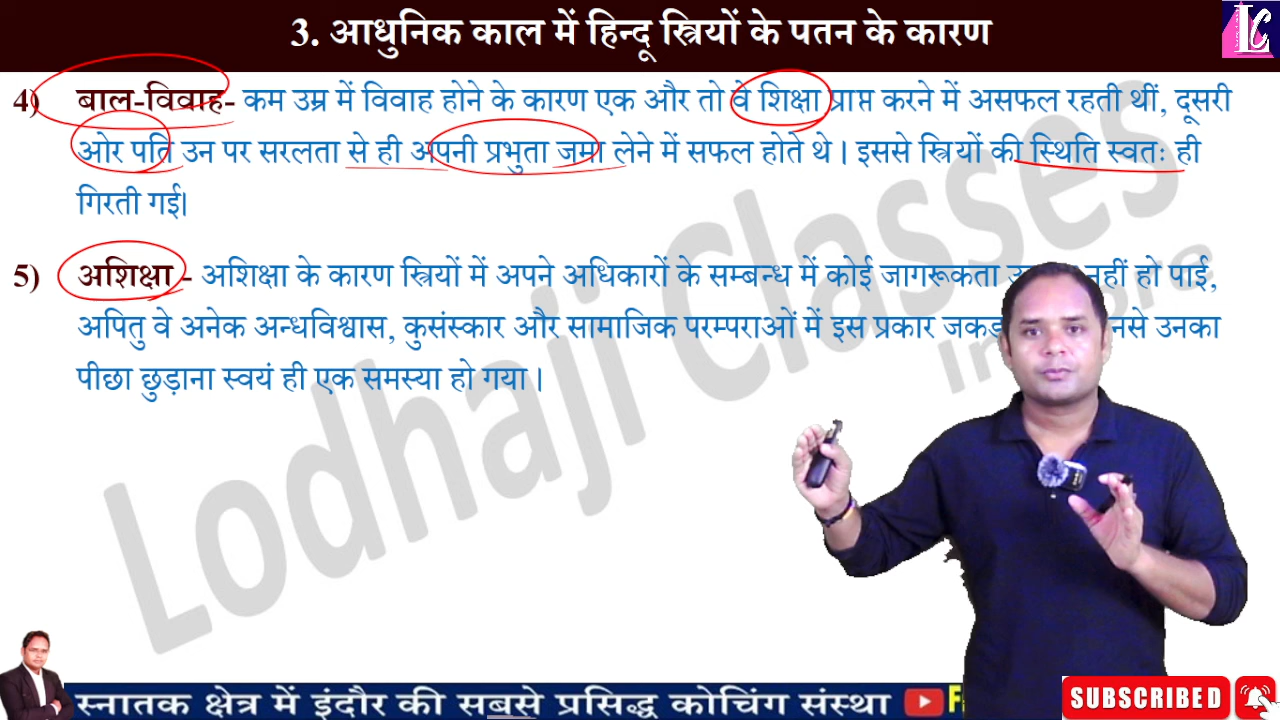 3. आधुनिक काल में हिन्दू स्त्रियों के पतन के कारण
LC
4) बाल-विवाह- कम उम्र में विवाह होने के कारण एक और तो वे शिक्षा प्राप्त करने में असफल रहती थीं, दूसरी
ओर पति उन पर सरलता से ही अपनी प्रभुता जमा लेने में सफल होते थे । इससे स्त्रियों की स्थिति स्वतः ही
गिरती गई।
5) अशिक्षा - अशिक्षा के कारण स्त्रियों में अपने अधिकारों के सम्बन्ध में कोई जागरूकता नहीं हो पाई,
अपितु वे अनेक अन्धविश्वास, कुसंस्कार और सामाजिक परम्पराओं में इस प्रकार उनका
पीछा छुड़ाना स्वयं ही एक समस्या हो गया ।
Lodhaji Classes
स्नातक क्षेत्र में इंदौर की सबसे प्रसिद्ध कोचिंग संस्था
SUBSCRIBED